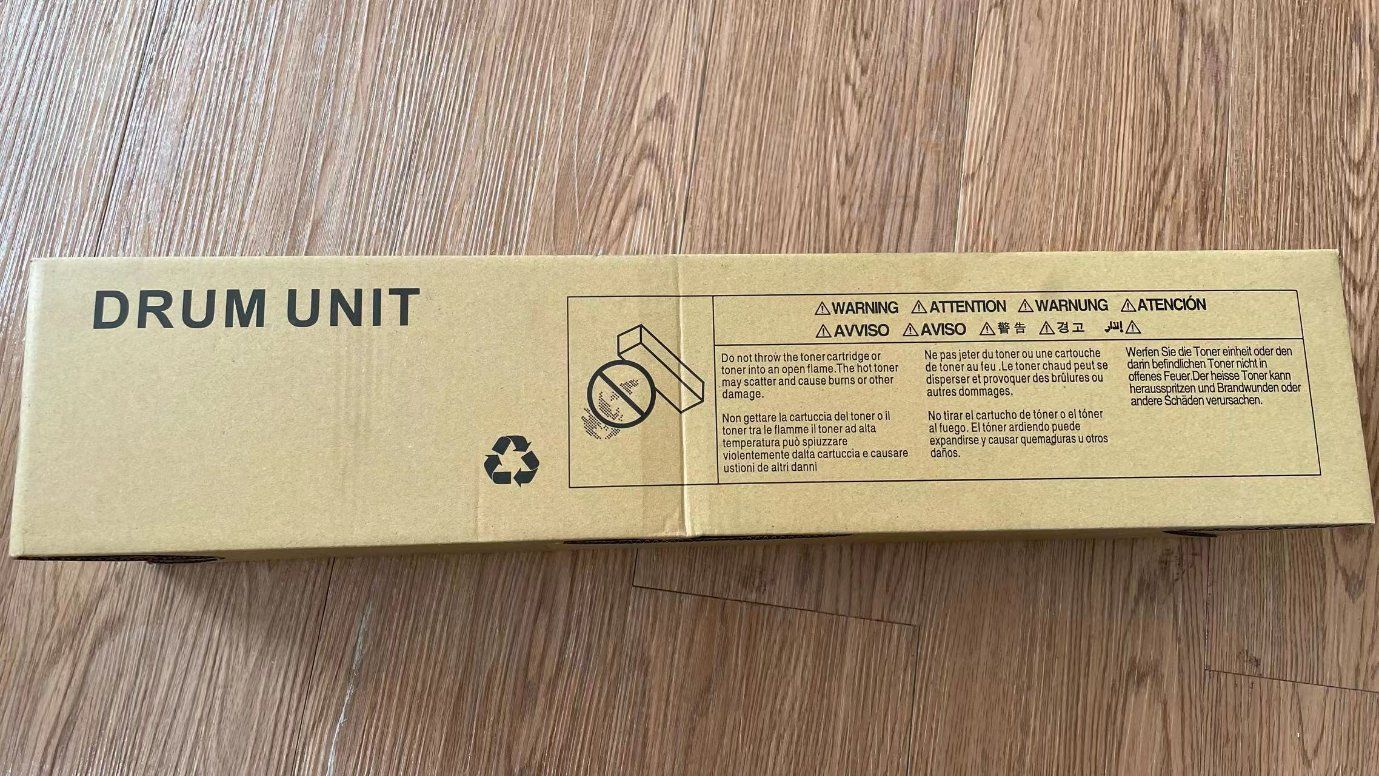 DRUM UNIT
⚠WARNING ⚠ATTENTION ⚠WARNUNG ⚠ATENCIÓN
⚠AVVISO ⚠AVISO ⚠警告 ⚠경고 إنذار⚠
Do not throw the toner cartridge or
toner into an open flame.The hot toner
may scatter and cause burns or other
damage.
Non gettare la cartuccia del toner o il
toner tra le flamme il toner ad alta
temperatura può spiuzzare
violentemente dalta cartuccia e causare
ustioni de altri danni
Ne pas jeter du toner ou une cartouche
de toner au feu .Le toner chaud peut se
disperser et provoquer des brûlures ou
autres dommages.
No tirar el cartucho de tóner o el tóner
al fuego. El tóner ardiendo puede
expandirse y causar quemaguras u otros
daños.
Werfen Sie die Toner einheit oder den
darin befindlichen Toner nicht in
offenes Feuer.Der heisse Toner kann
herausspritzen und Brandwunden oder
andere Schäden verursachen.